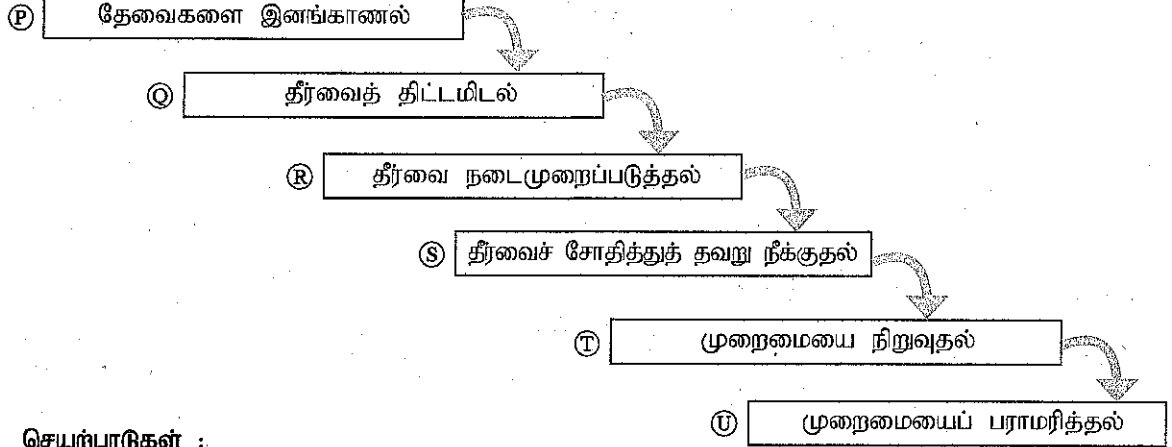 Ⓟ தேவைகளை இனங்காணல்
Ⓠ தீர்வைத் திட்டமிடல்
Ⓡ தீர்வை நடைமுறைப்படுத்தல்
Ⓢ தீர்வைச் சோதித்துத் தவறு நீக்குதல்
Ⓣ முறைமையை நிறுவுதல்
Ⓤ முறைமையைப் பராமரித்தல்
செயற்பாடுகள் :